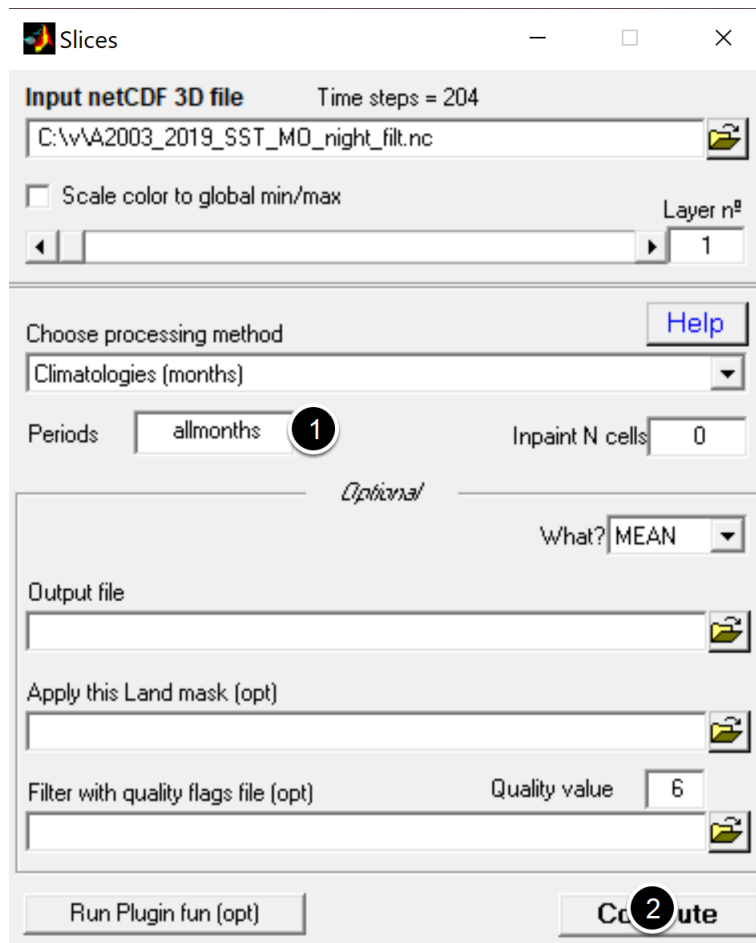 Slices
Input netCDF 3D file Time steps = 204
C:\v\A2003_2019_SST_MO_night_filt.nc
Scale color to global min/max
Layer nº
1
Help
Choose processing method
Climatologies (months)
Periods allmonths 1 Inpaint N cells 0
Optional
What? MEAN
Output file
Apply this Land mask (opt)
Filter with quality flags file (opt) Quality value 6
Run Plugin fun (opt) Co 2 ute